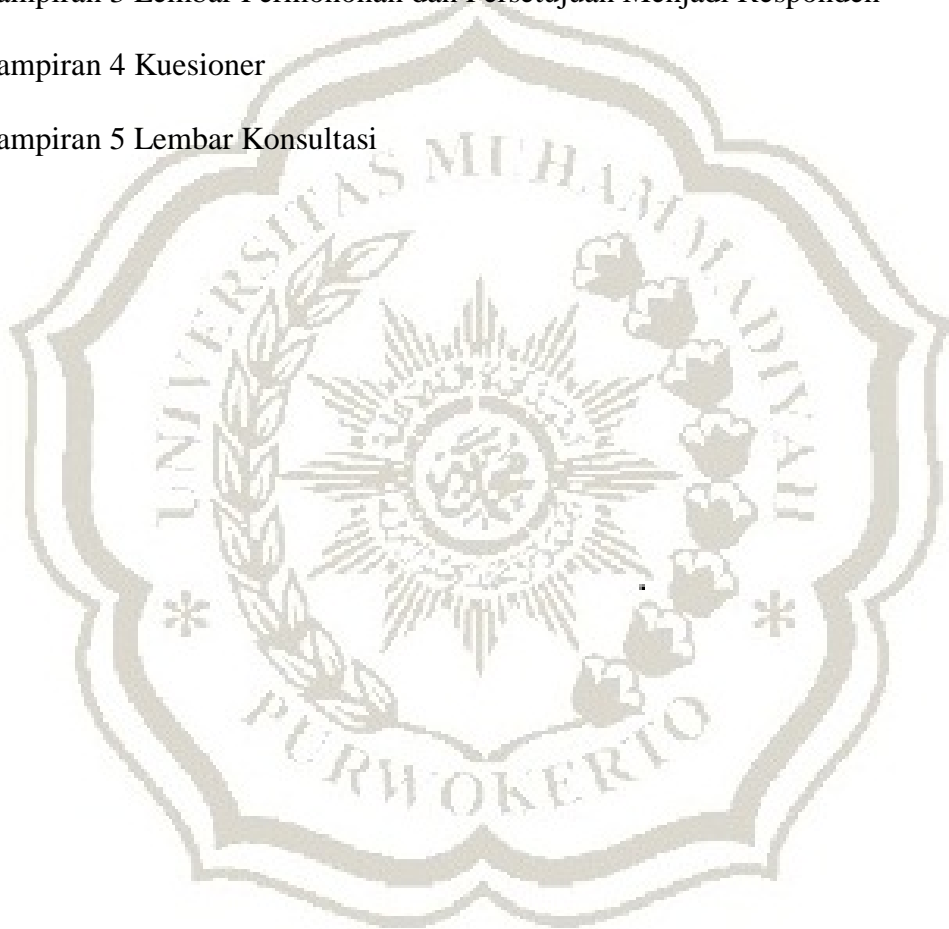 ampiran 3 Lembar Permohonan dan Persetujuan Menjadi Responden
ampiran 4 Kuesioner
ampiran 5 Lembar Konsultasi
UNIVERSITAS MUHAMMADIYAH
PURWOKERTO